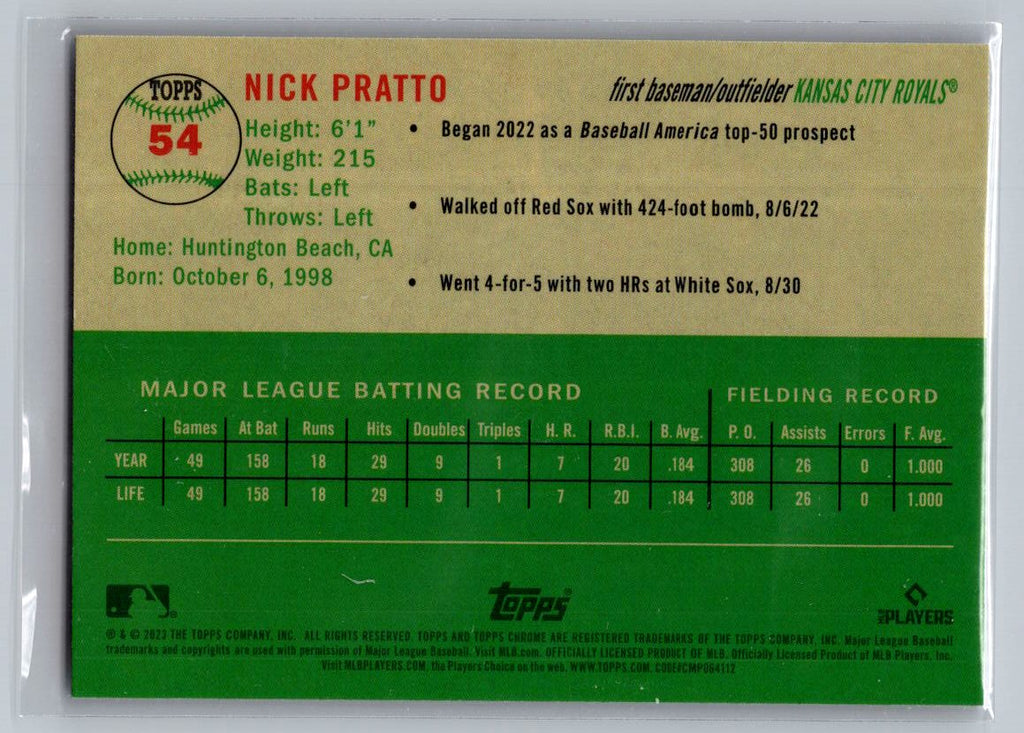 TOPPS
54
NICK PRATTO
first baseman/outfielder KANSAS CITY ROYALS®
Height: 6'1"
Weight: 215
Bats: Left
Throws: Left
Home: Huntington Beach, CA
Born: October 6, 1998
• Began 2022 as a Baseball America top-50 prospect
• Walked off Red Sox with 424-foot bomb, 8/6/22
• Went 4-for-5 with two HRs at White Sox, 8/30
MAJOR LEAGUE BATTING RECORD FIELDING RECORD
Games At Bat Runs Hits Doubles Triples H. R. R.B.I. B. Avg. P. O. Assists Errors F. Avg.
YEAR 49 158 18 29 9 1 7 20 .184 308 26 0 1.000
LIFE 49 158 18 29 9 1 7 20 .184 308 26 0 1.000
topps®
MLB PLAYERS
® & © 2023 THE TOPPS COMPANY, INC. ALL RIGHTS RESERVED. TOPPS AND TOPPS CHROME ARE REGISTERED TRADEMARKS OF THE TOPPS COMPANY, INC. Major League Baseball
trademarks and copyrights are used with permission of Major League Baseball. Visit MLB.com. OFFICIALLY LICENSED PRODUCT OF MLB. Officially Licensed Product of MLB Players, Inc.
Visit MLBPLAYERS.COM, the Players Choice on the web. WWW.TOPPS.COM. CODE#CMP064112